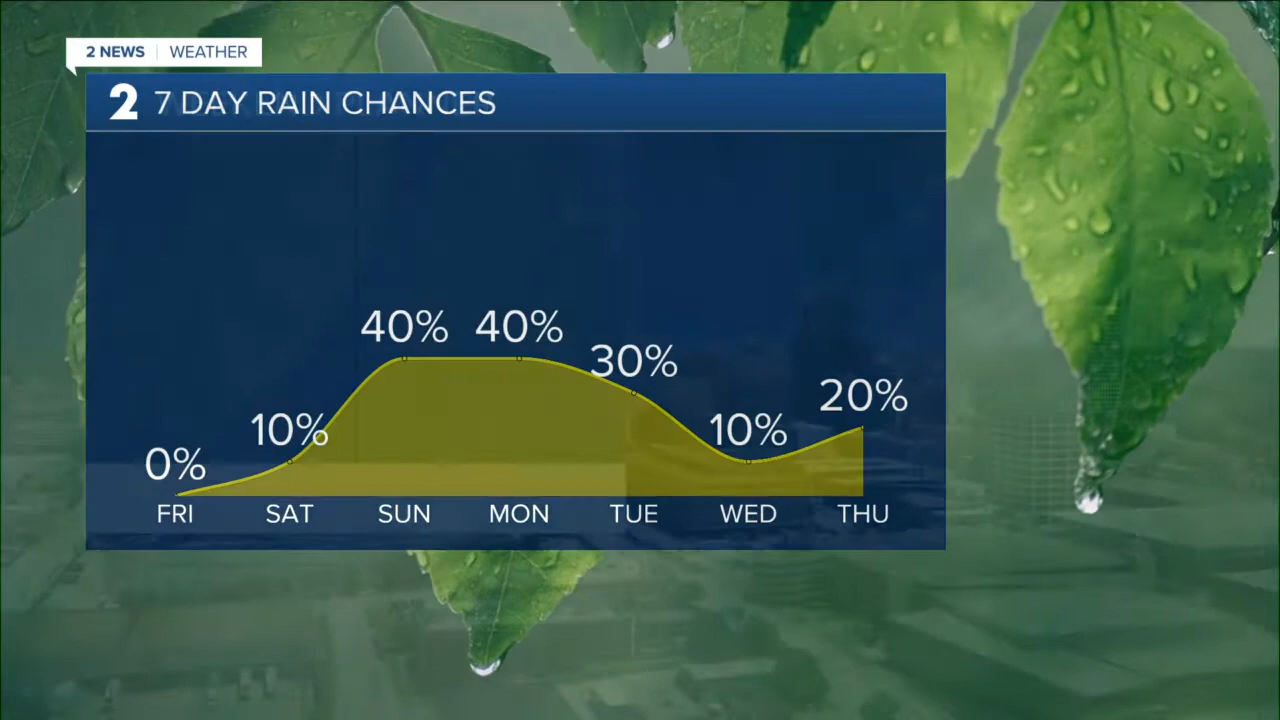 2 NEWS WEATHER
2 7 DAY RAIN CHANCES
40% 40%
30%
20%
10% 10%
0%
FRI SAT SUN MON TUE WED THU